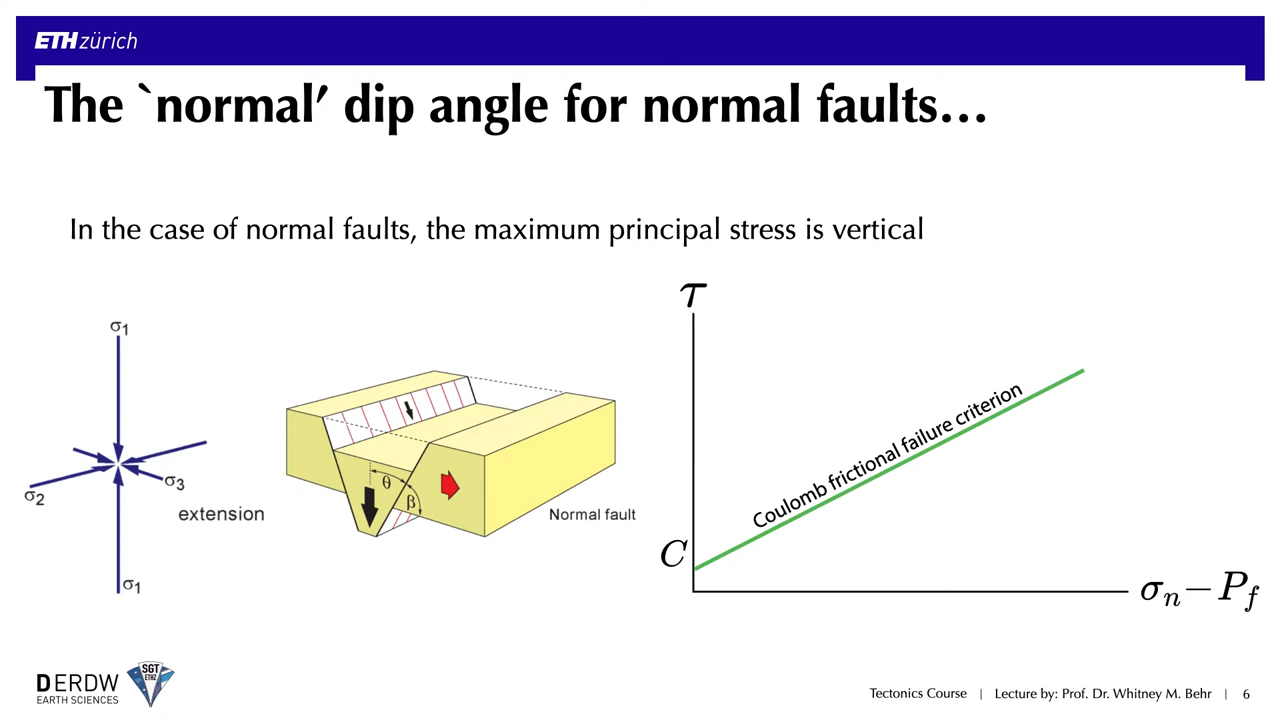 ETH zürich
The `normal’ dip angle for normal faults…
In the case of normal faults, the maximum principal stress is vertical
σ1
σ2
σ3
extension
σ1
θ
β
Normal fault
τ
Coulomb frictional failure criterion
C
σn − Pf
DERDW
EARTH SCIENCES
SGT
ETHZ
Tectonics Course | Lecture by: Prof. Dr. Whitney M. Behr | 6